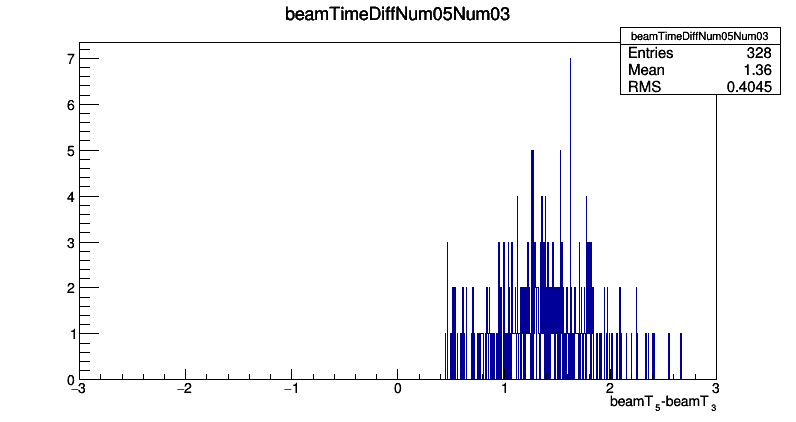 beamTimeDiffNum05Num03
beamTimeDiffNum05Num03
Entries 328
Mean 1.36
RMS 0.4045
7
6
5
4
3
2
1
0
−3 −2 −1 0 1 2 3
beamT5-beamT3